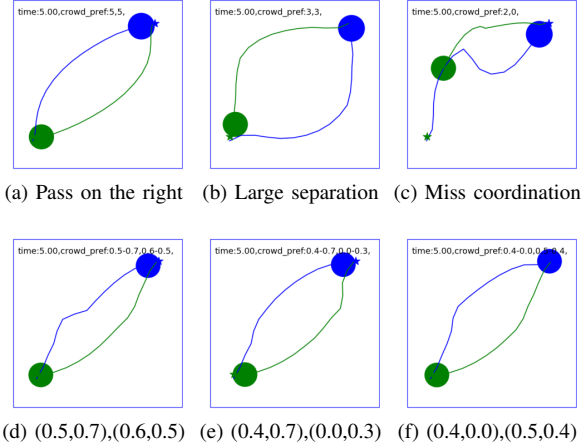 time:5.00,crowd_pref:5,5,
time:5.00,crowd_pref:3,3,
time:5.00,crowd_pref:2,0,
(a) Pass on the right
(b) Large separation
(c) Miss coordination
time:5.00,crowd_pref:0.5-0.7,0.6-0.5,
time:5.00,crowd_pref:0.4-0.7,0.0-0.3,
time:5.00,crowd_pref:0.4-0.0,0.5-0.4,
(d) (0.5,0.7),(0.6,0.5)
(e) (0.4,0.7),(0.0,0.3)
(f) (0.4,0.0),(0.5,0.4)